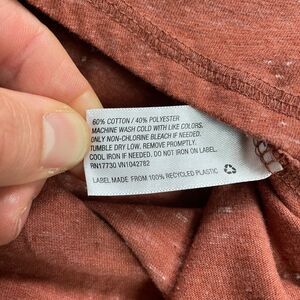 60% COTTON / 40% POLYESTER
MACHINE WASH COLD WITH LIKE COLORS.
ONLY NON-CHLORINE BLEACH IF NEEDED.
TUMBLE DRY LOW, REMOVE PROMPTLY.
COOL IRON IF NEEDED. DO NOT IRON ON LABEL.
RN17730 VN1042782
LABEL MADE FROM 100% RECYCLED PLASTIC